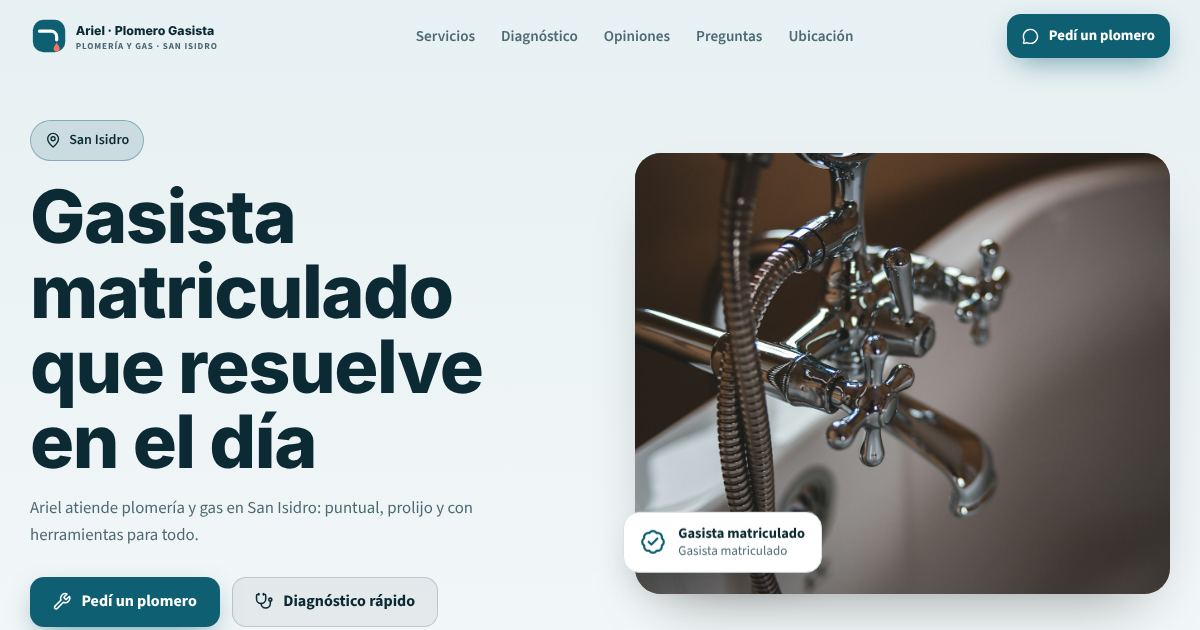 Ariel · Plomero Gasista
PLOMERÍA Y GAS · SAN ISIDRO
Servicios
Diagnóstico
Opiniones
Preguntas
Ubicación
Pedí un plomero
San Isidro
Gasista
matriculado
que resuelve
en el día
Ariel atiende plomería y gas en San Isidro: puntual, prolijo y con
herramientas para todo.
Pedí un plomero
Diagnóstico rápido
Gasista matriculado
Gasista matriculado